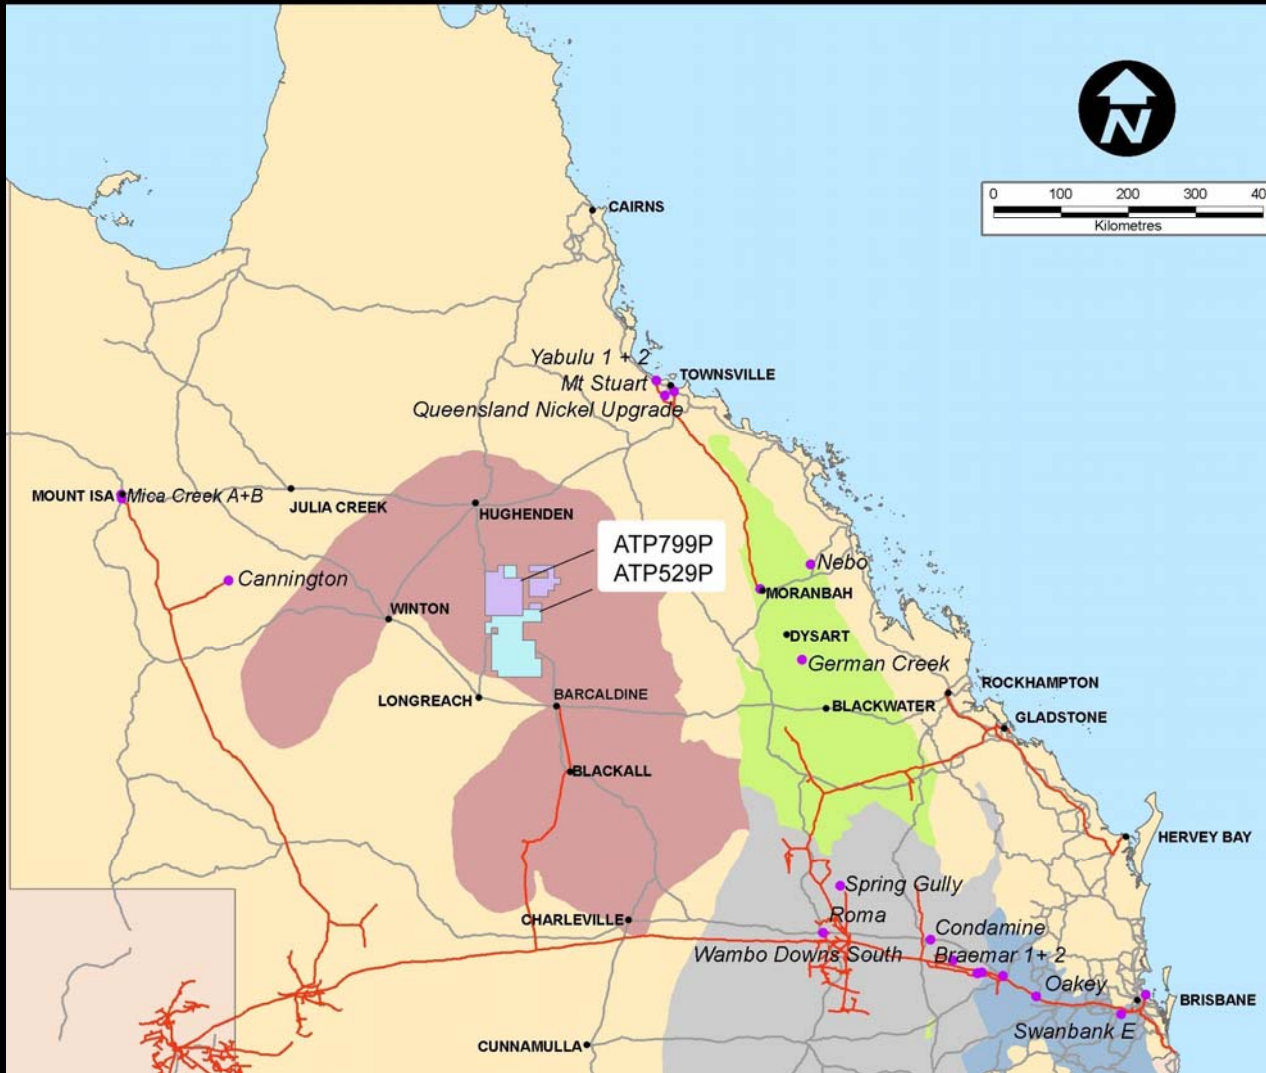 N
0 100 200 300 40
Kilometres
CAIRNS
Yabulu 1 + 2
Mt Stuart
TOWNSVILLE
Queensland Nickel Upgrade
MOUNT ISA
Mica Creek A+B
JULIA CREEK
HUGHENDEN
ATP799P
ATP529P
Cannington
Nebo
MORANBAH
WINTON
DYSART
German Creek
LONGREACH
BARCALDINE
BLACKWATER
ROCKHAMPTON
GLADSTONE
BLACKALL
HERVEY BAY
Spring Gully
CHARLEVILLE
Roma
Condamine
Wambo Downs South
Braemar 1+ 2
Oakey
BRISBANE
Swanbank E
CUNNAMULLA